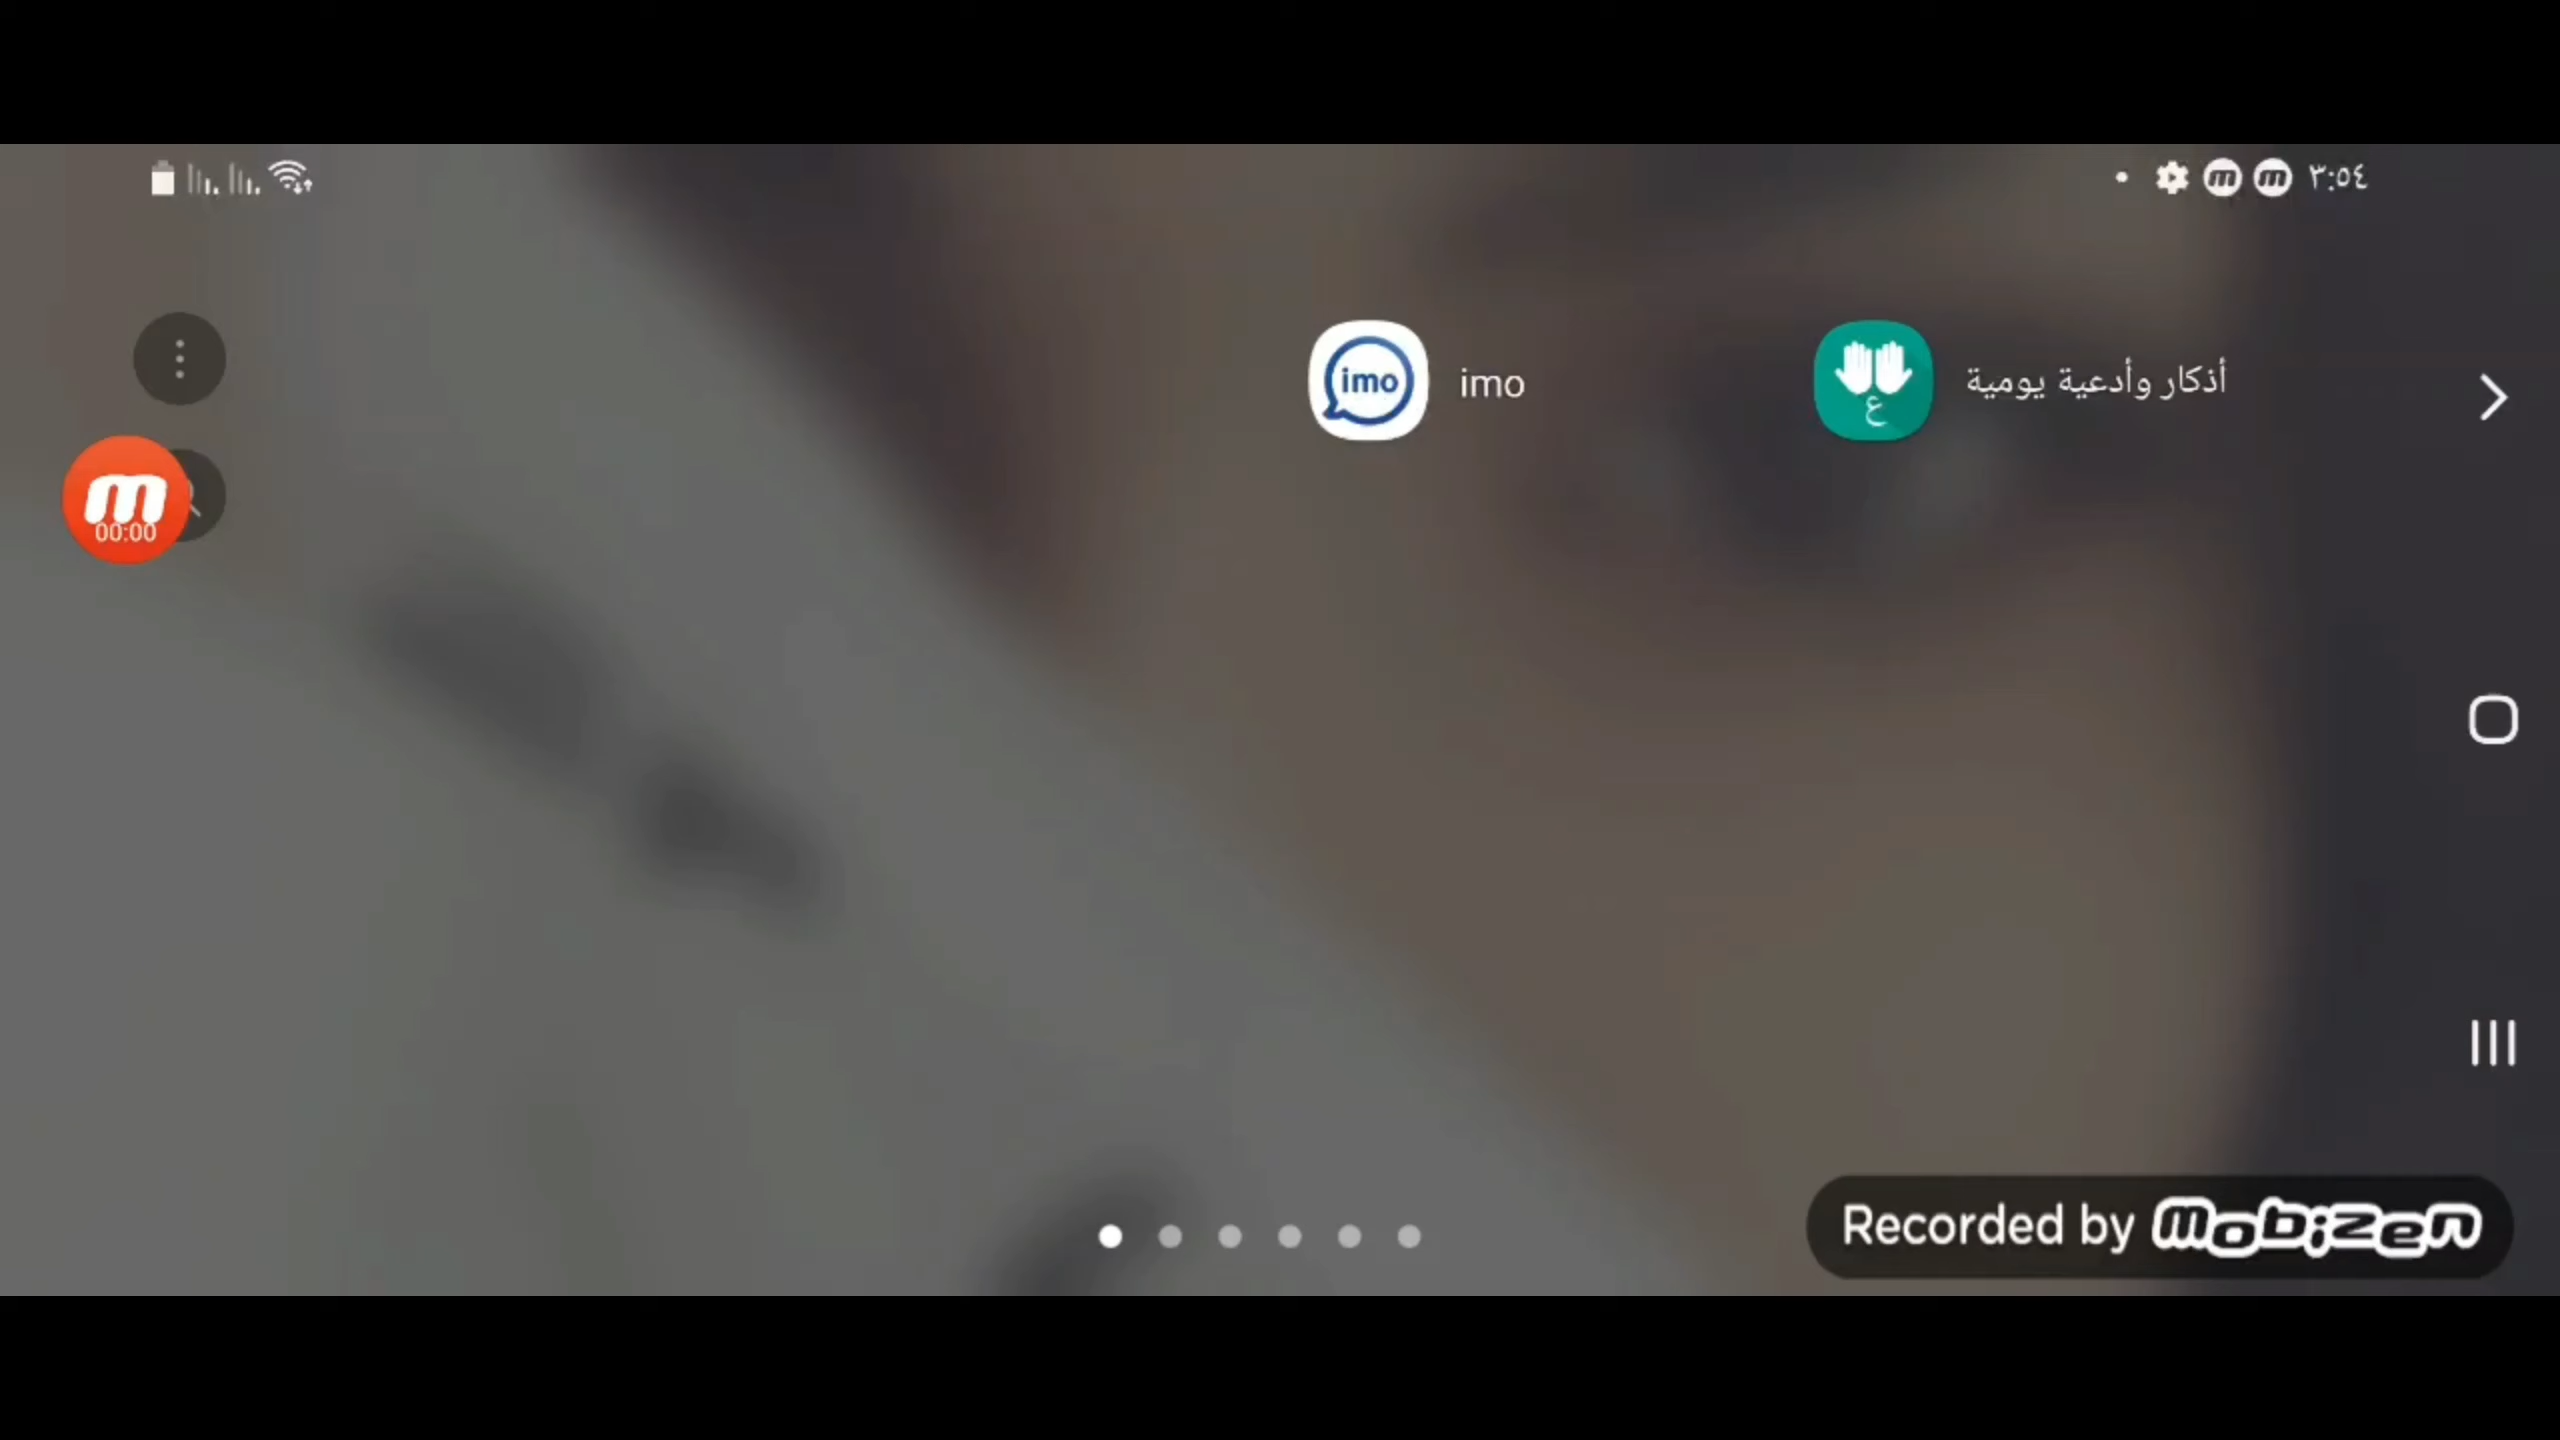 ٣:٥٤
imo
imo
أذكار وأدعية يومية
ع
m
00:00
Recorded by mobizen